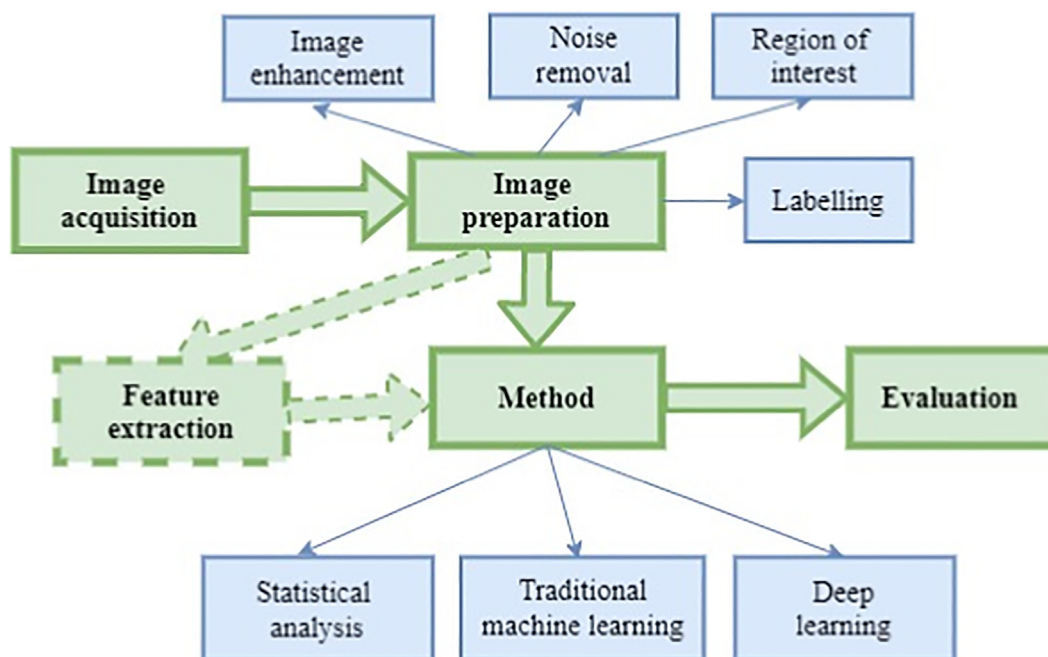 Image
enhancement
Noise
removal
Region of
interest
Image
acquisition
Image
preparation
Labelling
Feature
extraction
Method
Evaluation
Statistical
analysis
Traditional
machine learning
Deep
learning